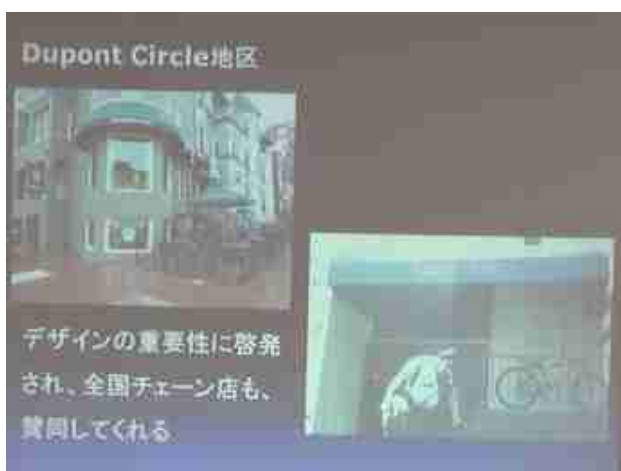 Dupont Circle地区
デザインの重要性に啓発
され、全国チェーン店も、
賛同してくれる